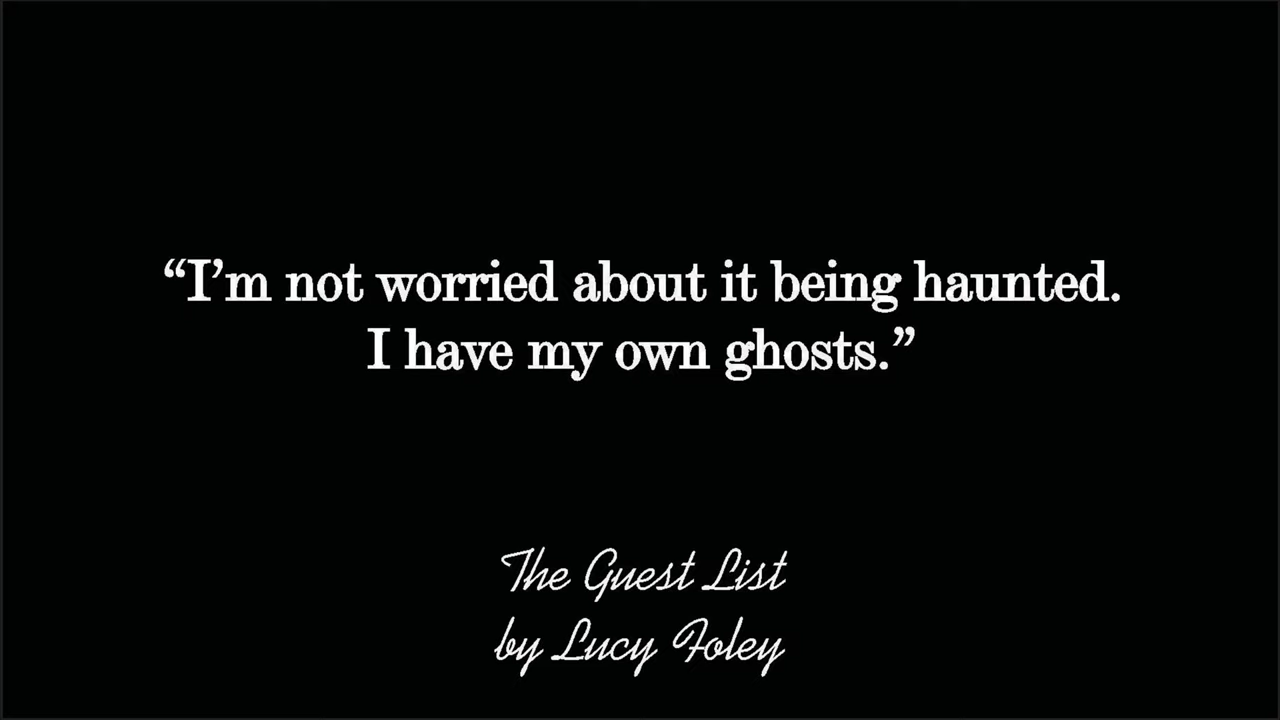 “I’m not worried about it being haunted.
I have my own ghosts.”
The Guest List
by Lucy Foley